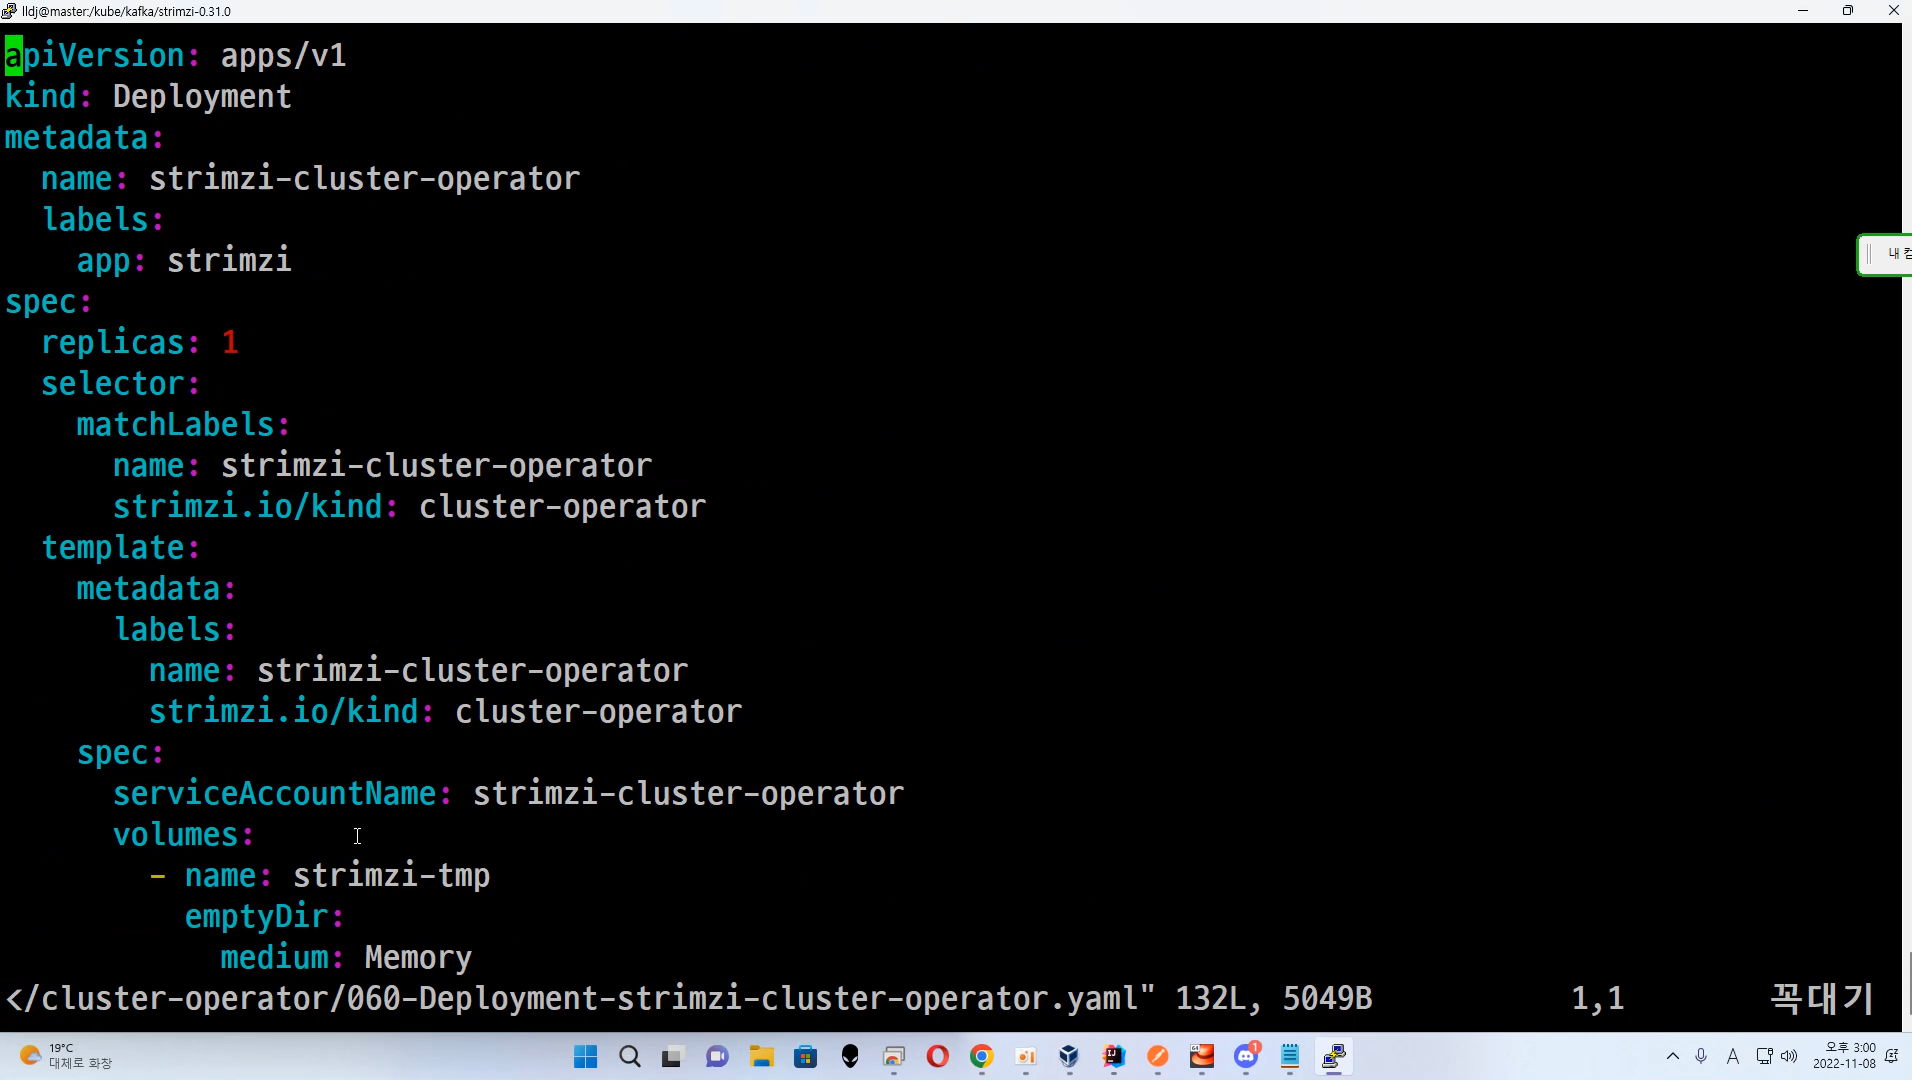 lldj@master:/kube/kafka/strimzi-0.31.0
apiVersion: apps/v1
kind: Deployment
metadata:
  name: strimzi-cluster-operator
  labels:
    app: strimzi
spec:
  replicas: 1
  selector:
    matchLabels:
      name: strimzi-cluster-operator
      strimzi.io/kind: cluster-operator
  template:
    metadata:
      labels:
        name: strimzi-cluster-operator
        strimzi.io/kind: cluster-operator
    spec:
      serviceAccountName: strimzi-cluster-operator
      volumes:
        - name: strimzi-tmp
          emptyDir:
            medium: Memory
</cluster-operator/060-Deployment-strimzi-cluster-operator.yaml" 132L, 5049B 1,1 꼭대기
내 컴
19°C
대체로 화창
A
오후 3:00
2022-11-08